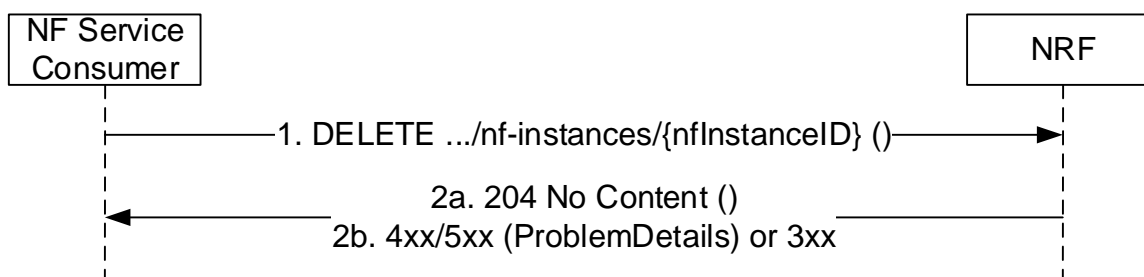 NF Service
Consumer
NRF
1. DELETE .../nf-instances/{nfInstanceID} ()
2a. 204 No Content ()
2b. 4xx/5xx (ProblemDetails) or 3xx